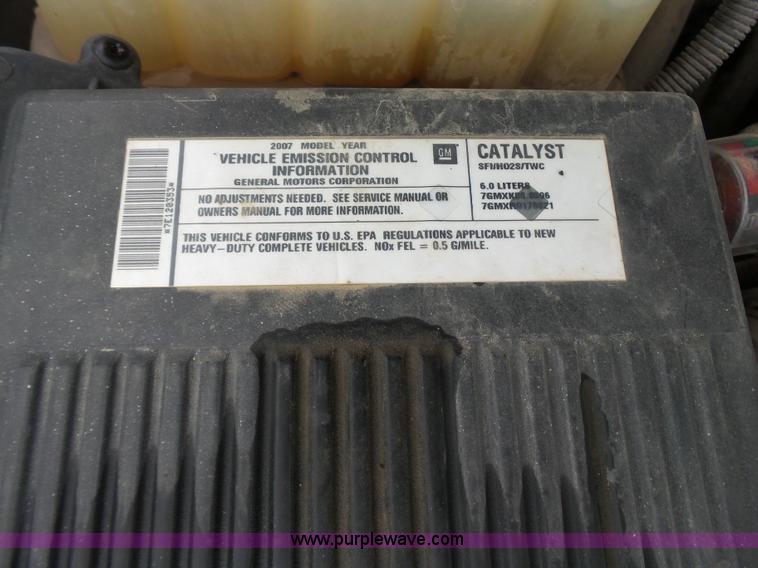 2007 MODEL YEAR
VEHICLE EMISSION CONTROL
INFORMATION
GENERAL MOTORS CORPORATION
GM
NO ADJUSTMENTS NEEDED. SEE SERVICE MANUAL OR
OWNERS MANUAL FOR MORE INFORMATION.
CATALYST
SFI/HO2S/TWC
6.0 LITERS
THIS VEHICLE CONFORMS TO U.S. EPA REGULATIONS APPLICABLE TO NEW
HEAVY-DUTY COMPLETE VEHICLES. NOx FEL = 0.5 G/MILE.
*7E120353*
www.purplewave.com